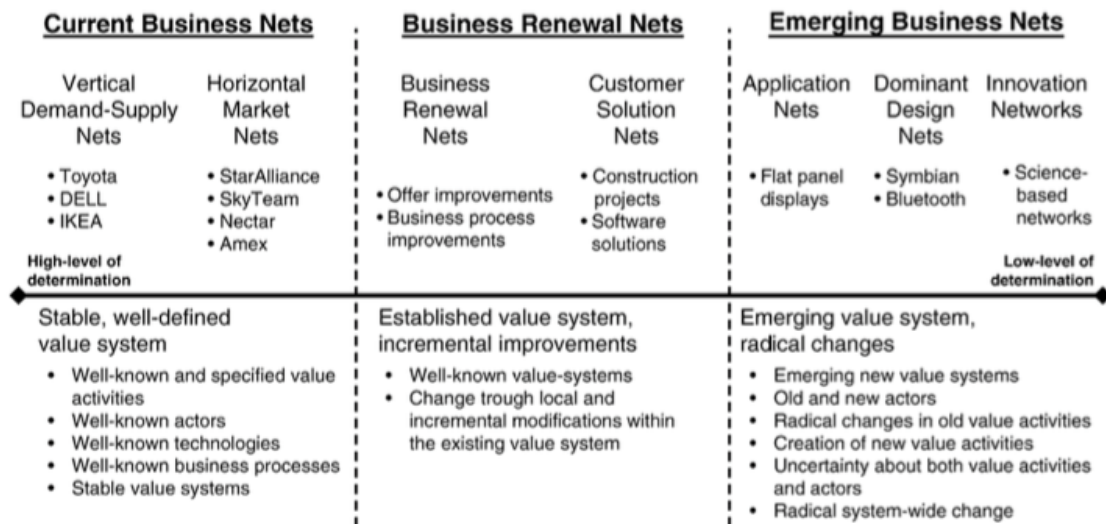 Current Business Nets
Vertical
Demand-Supply
Nets
• Toyota
• DELL
• IKEA
Horizontal
Market
Nets
• StarAlliance
• SkyTeam
• Nectar
• Amex
Business Renewal Nets
Business
Renewal
Nets
• Offer improvements
• Business process
improvements
Customer
Solution
Nets
• Construction
projects
• Software
solutions
Emerging Business Nets
Application
Nets
• Flat panel
displays
Dominant
Design
Nets
• Symbian
• Bluetooth
Innovation
Networks
• Science-
based
networks
High-level of
determination
Low-level of
determination
Stable, well-defined
value system
• Well-known and specified value
activities
• Well-known actors
• Well-known technologies
• Well-known business processes
• Stable value systems
Established value system,
incremental improvements
• Well-known value-systems
• Change trough local and
incremental modifications within
the existing value system
Emerging value system,
radical changes
• Emerging new value systems
• Old and new actors
• Radical changes in old value activities
• Creation of new value activities
• Uncertainty about both value activities
and actors
• Radical system-wide change